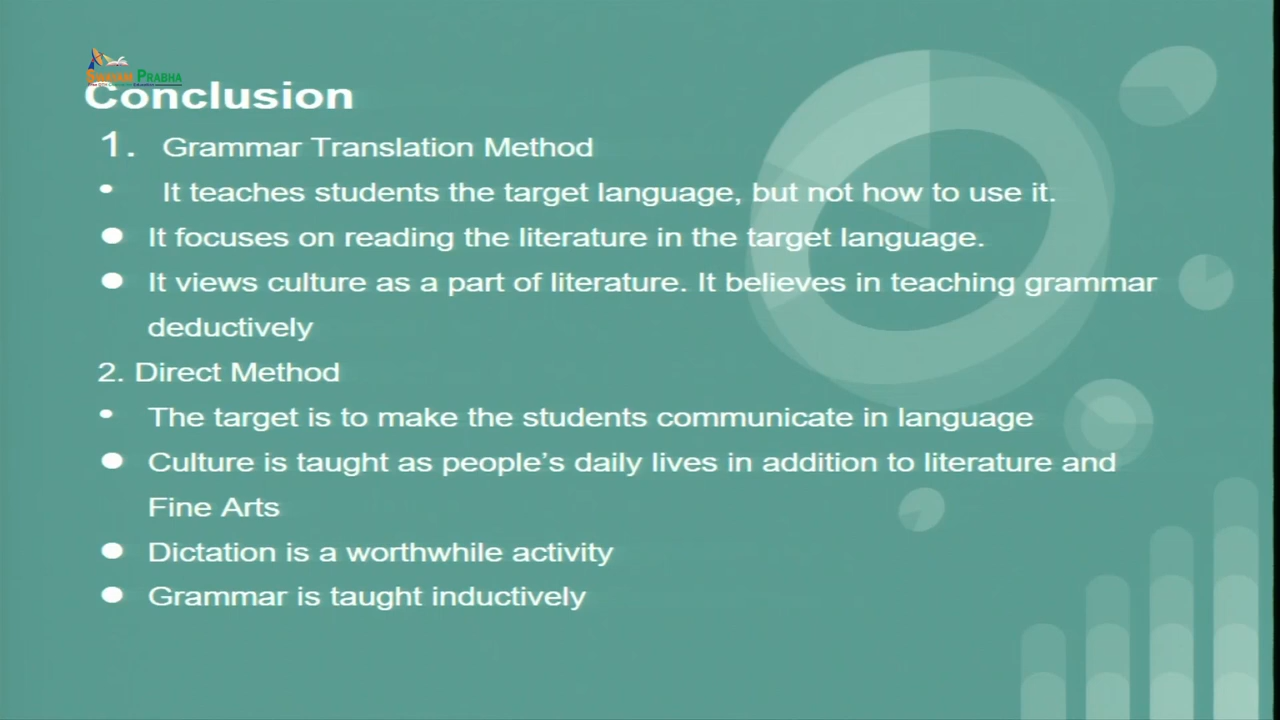 SWAYAM PRABHA
Conclusion
1. Grammar Translation Method
• It teaches students the target language, but not how to use it.
● It focuses on reading the literature in the target language.
● It views culture as a part of literature. It believes in teaching grammar
deductively
2. Direct Method
• The target is to make the students communicate in language
● Culture is taught as people’s daily lives in addition to literature and
Fine Arts
● Dictation is a worthwhile activity
● Grammar is taught inductively